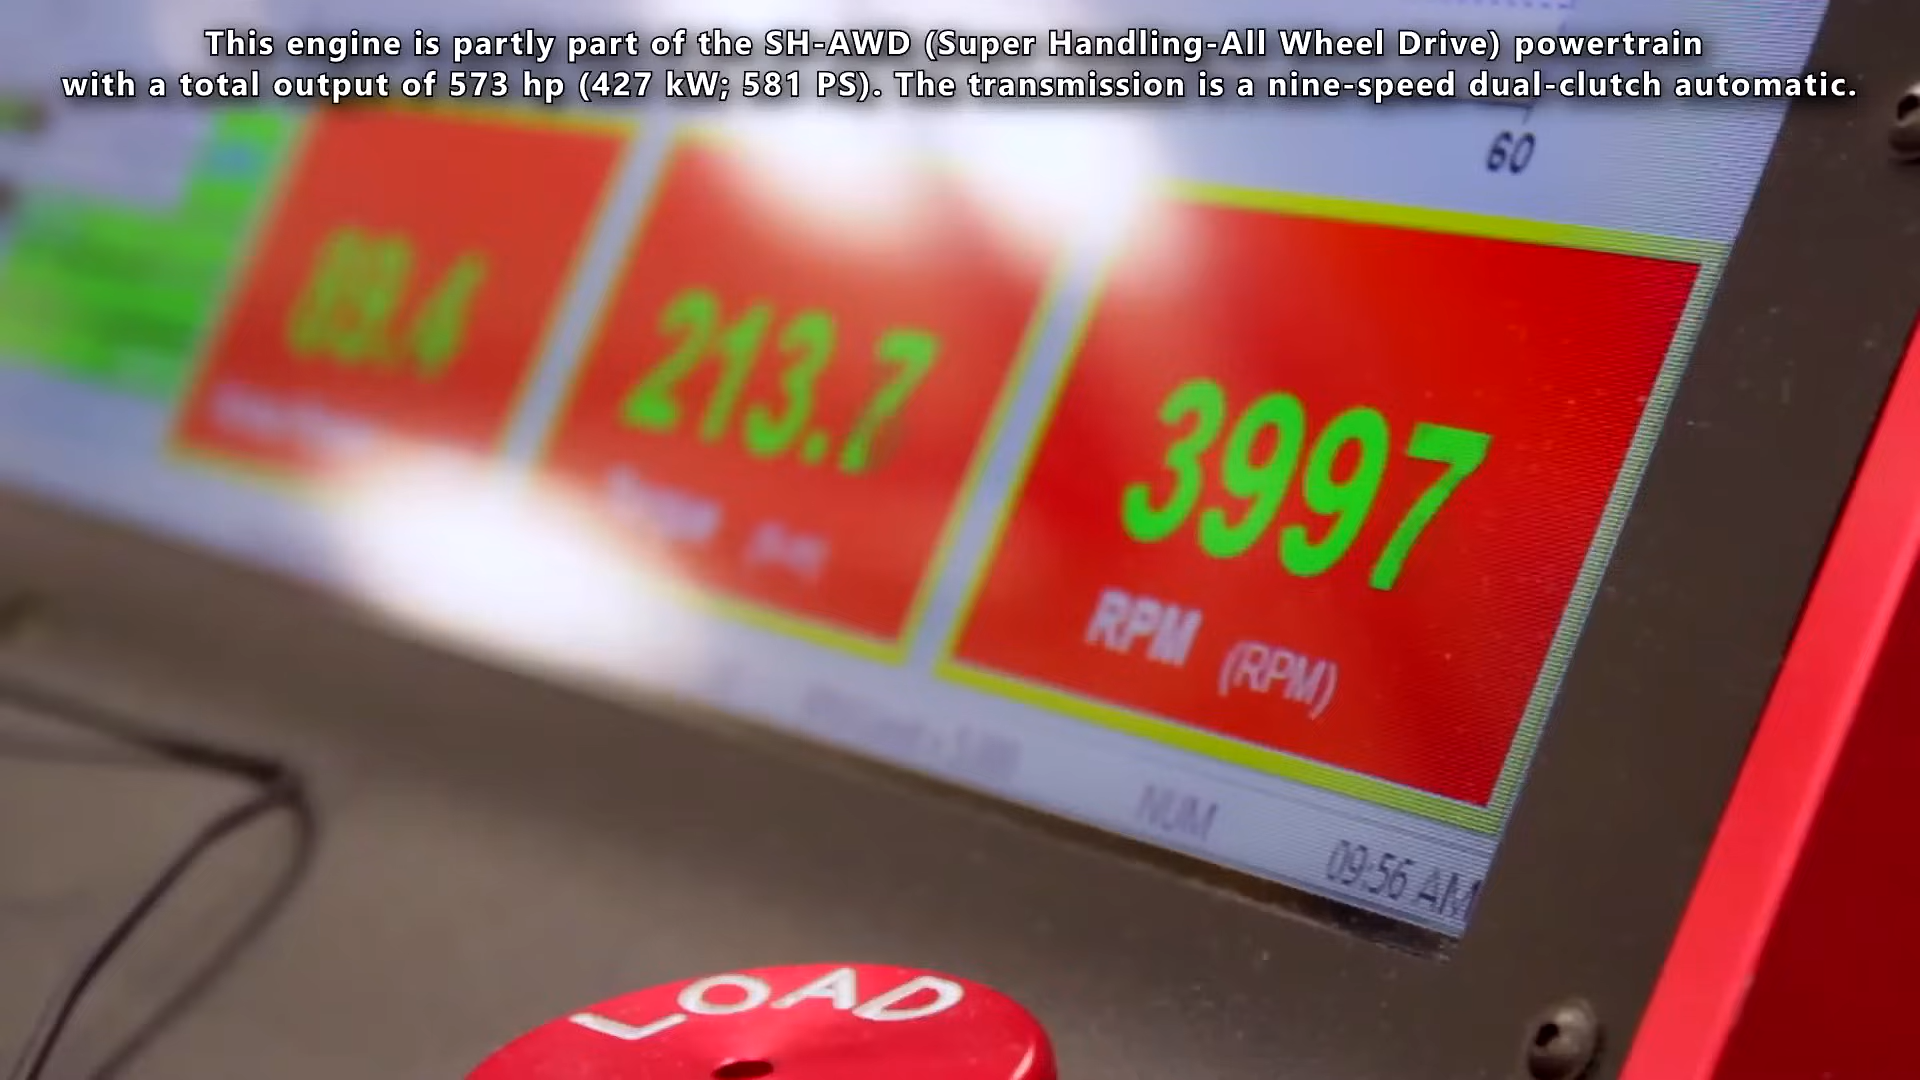 This engine is partly part of the SH-AWD (Super Handling-All Wheel Drive) powertrain
with a total output of 573 hp (427 kW; 581 PS). The transmission is a nine-speed dual-clutch automatic.
60
213.7
3997
RPM (RPM)
NUM
09:56 AM
LOAD